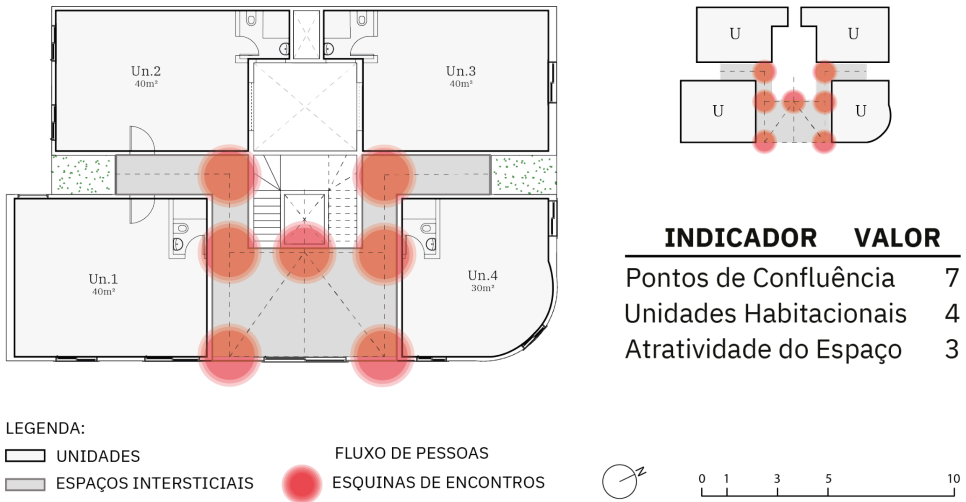 Un.2
40m²
Un.3
40m²
Un.1
40m²
Un.4
30m²
U
U
U
U
INDICADOR VALOR
Pontos de Confluência 7
Unidades Habitacionais 4
Atratividade do Espaço 3
LEGENDA:
UNIDADES
ESPAÇOS INTERSTICIAIS
FLUXO DE PESSOAS
ESQUINAS DE ENCONTROS
N
0 1 3 5 10